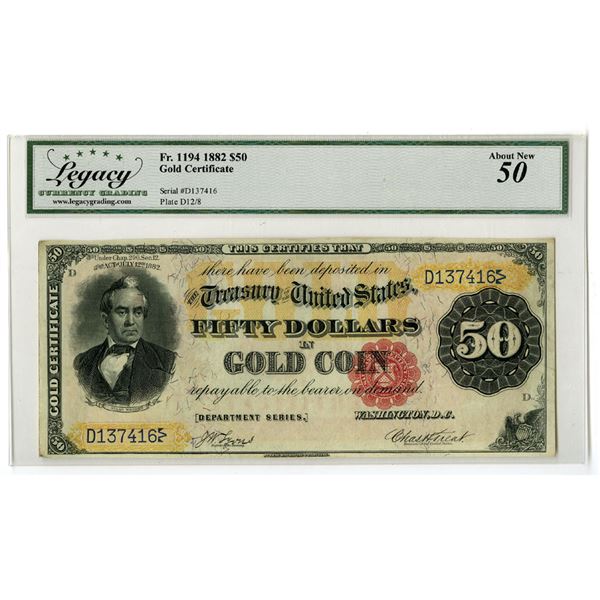 Legacy
CURRENCY GRADING
www.legacygrading.com
Fr. 1194 1882 $50
Gold Certificate
Serial #D137416
Plate D12/8
About New
50
THIS CERTIFIES THAT
Under Chap. 290, Sec. 12.
ACT JULY 12TH 1882.
D
there have been deposited in
D137416
THE Treasury OF THE United States,
FIFTY DOLLARS
IN
GOLD COIN
repayable to the bearer on demand.
50
GOLD CERTIFICATE
D
[DEPARTMENT SERIES.]
WASHINGTON, D.C.
D137416
J W Lyons
Chas H Treat